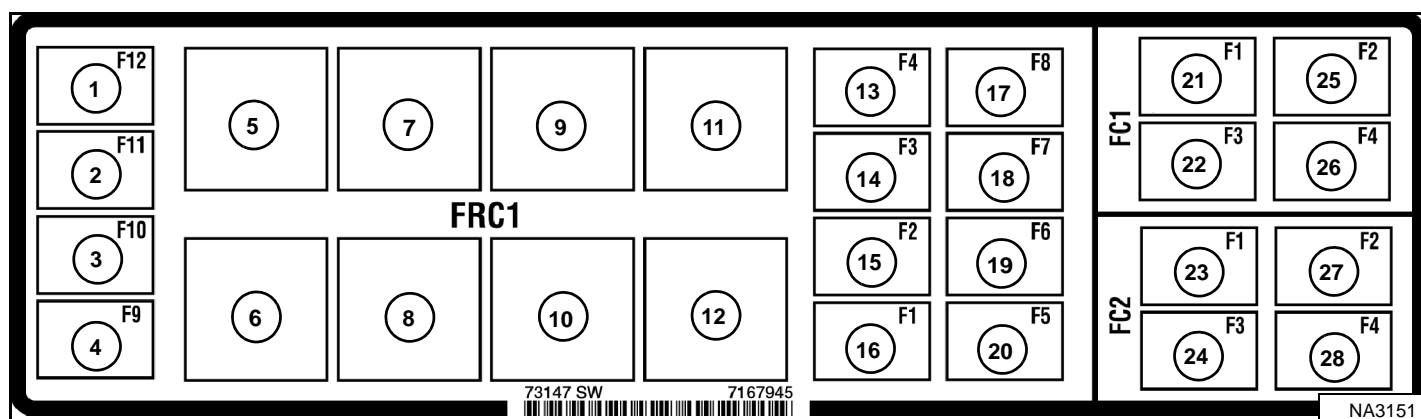 F12 F4 F8 F1 F2
1 5 7 9 11 13 17 21 25
FC1
F11 F3 F7 F3 F4
2 14 18 22 26
FRC1
F10 F2 F6 F1 F2
3 15 19 23 27
FC2
F9 F1 F5 F3 F4
4 6 8 10 12 16 20 24 28
73147 SW 7167945
NA3151